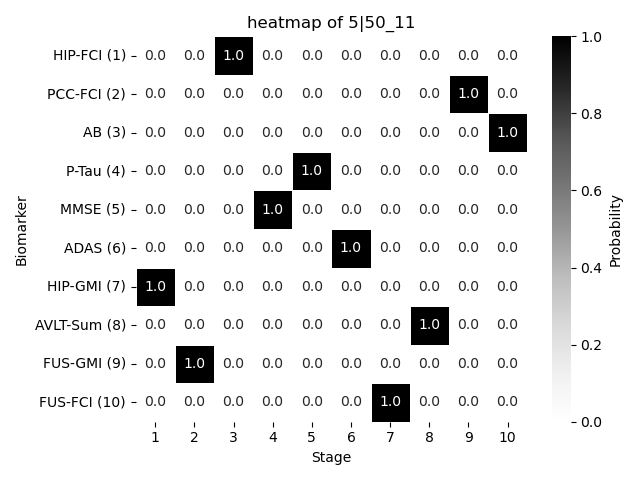 heatmap of 5|50_11
HIP-FCI (1) 0.0 0.0 1.0 0.0 0.0 0.0 0.0 0.0 0.0 0.0
PCC-FCI (2) 0.0 0.0 0.0 0.0 0.0 0.0 0.0 0.0 1.0 0.0
AB (3) 0.0 0.0 0.0 0.0 0.0 0.0 0.0 0.0 0.0 1.0
P-Tau (4) 0.0 0.0 0.0 0.0 1.0 0.0 0.0 0.0 0.0 0.0
MMSE (5) 0.0 0.0 0.0 1.0 0.0 0.0 0.0 0.0 0.0 0.0
ADAS (6) 0.0 0.0 0.0 0.0 0.0 1.0 0.0 0.0 0.0 0.0
HIP-GMI (7) 1.0 0.0 0.0 0.0 0.0 0.0 0.0 0.0 0.0 0.0
AVLT-Sum (8) 0.0 0.0 0.0 0.0 0.0 0.0 0.0 1.0 0.0 0.0
FUS-GMI (9) 0.0 1.0 0.0 0.0 0.0 0.0 0.0 0.0 0.0 0.0
FUS-FCI (10) 0.0 0.0 0.0 0.0 0.0 0.0 1.0 0.0 0.0 0.0
1 2 3 4 5 6 7 8 9 10
Stage
Biomarker
1.0
0.8
0.6
0.4
0.2
0.0
Probability